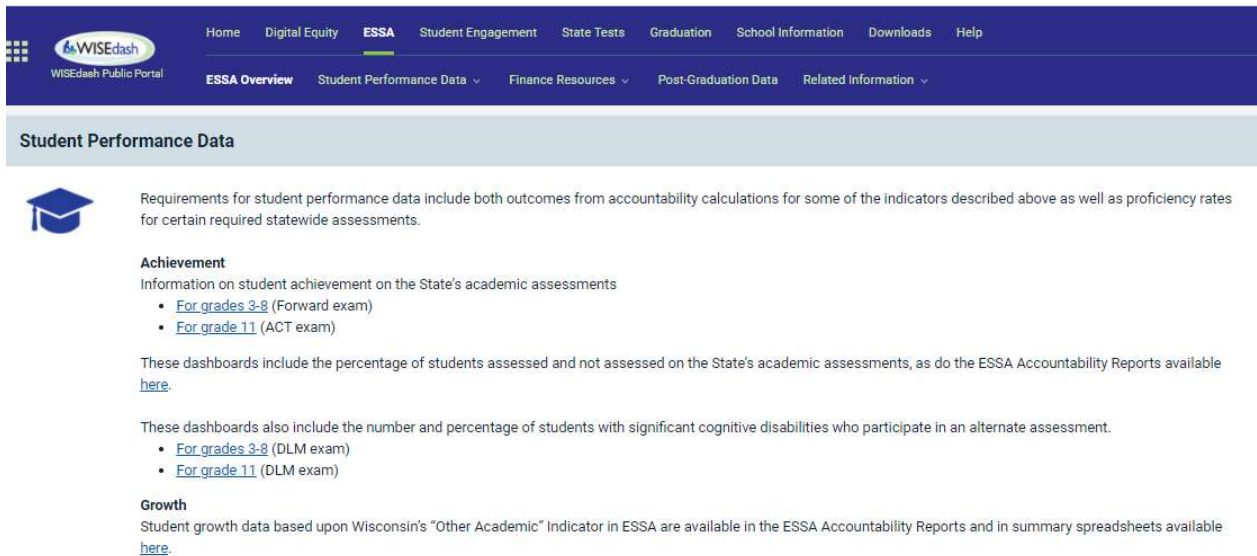 Home Digital Equity ESSA Student Engagement State Tests Graduation School Information Downloads Help
WISEdash
WISEdash Public Portal
ESSA Overview Student Performance Data Finance Resources Post-Graduation Data Related Information
Student Performance Data
Requirements for student performance data include both outcomes from accountability calculations for some of the indicators described above as well as proficiency rates
for certain required statewide assessments.
Achievement
Information on student achievement on the State's academic assessments
• For grades 3-8 (Forward exam)
• For grade 11 (ACT exam)
These dashboards include the percentage of students assessed and not assessed on the State's academic assessments, as do the ESSA Accountability Reports available
here.
These dashboards also include the number and percentage of students with significant cognitive disabilities who participate in an alternate assessment.
• For grades 3-8 (DLM exam)
• For grade 11 (DLM exam)
Growth
Student growth data based upon Wisconsin's "Other Academic" Indicator in ESSA are available in the ESSA Accountability Reports and in summary spreadsheets available
here.